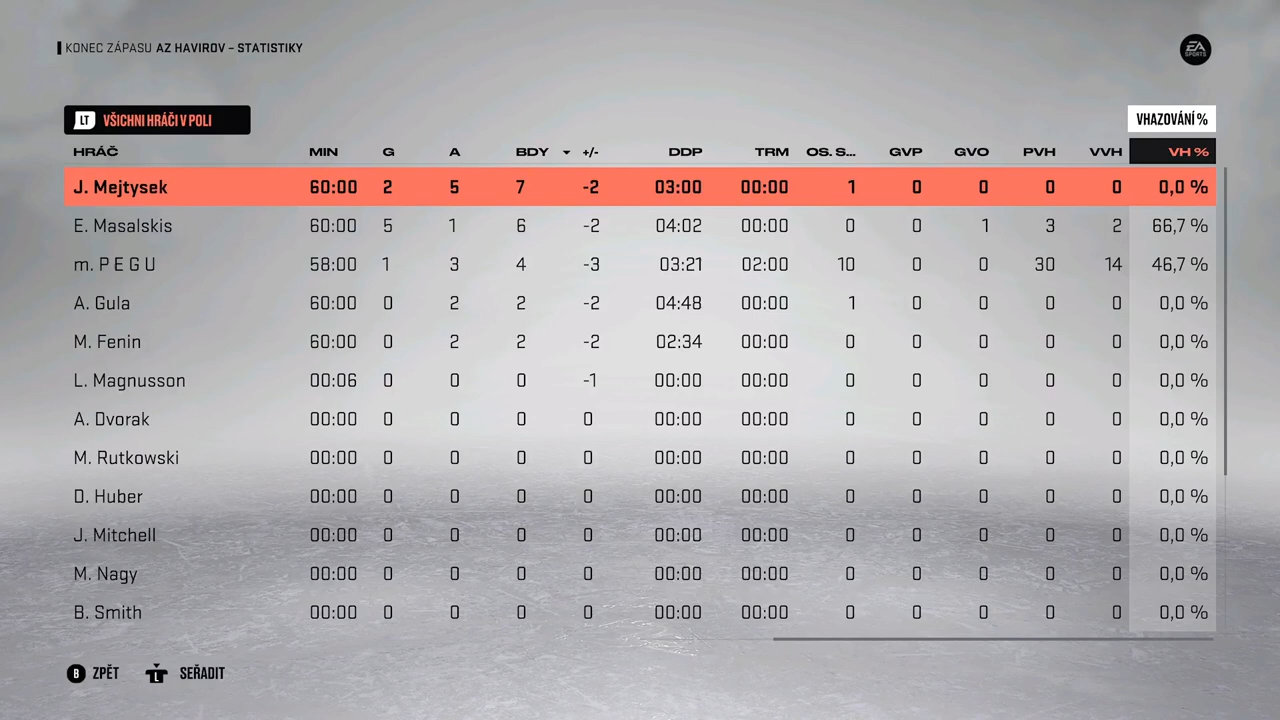 KONEC ZÁPASU AZ HAVIROV – STATISTIKY
EA SPORTS
LT VŠICHNI HRÁČI V POLI
VHAZOVÁNÍ %
HRÁČ MIN G A BDY +/- DDP TRM OS. S... GVP GVO PVH VVH VH %
J. Mejtysek 60:00 2 5 7 -2 03:00 00:00 1 0 0 0 0 0,0 %
E. Masalskis 60:00 5 1 6 -2 04:02 00:00 0 0 1 3 2 66,7 %
m. P E G U 58:00 1 3 4 -3 03:21 02:00 10 0 0 30 14 46,7 %
A. Gula 60:00 0 2 2 -2 04:48 00:00 1 0 0 0 0 0,0 %
M. Fenin 60:00 0 2 2 -2 02:34 00:00 0 0 0 0 0 0,0 %
L. Magnusson 00:06 0 0 0 -1 00:00 00:00 0 0 0 0 0 0,0 %
A. Dvorak 00:00 0 0 0 0 00:00 00:00 0 0 0 0 0 0,0 %
M. Rutkowski 00:00 0 0 0 0 00:00 00:00 0 0 0 0 0 0,0 %
D. Huber 00:00 0 0 0 0 00:00 00:00 0 0 0 0 0 0,0 %
J. Mitchell 00:00 0 0 0 0 00:00 00:00 0 0 0 0 0 0,0 %
M. Nagy 00:00 0 0 0 0 00:00 00:00 0 0 0 0 0 0,0 %
B. Smith 00:00 0 0 0 0 00:00 00:00 0 0 0 0 0 0,0 %
B ZPĚT L SEŘADIT